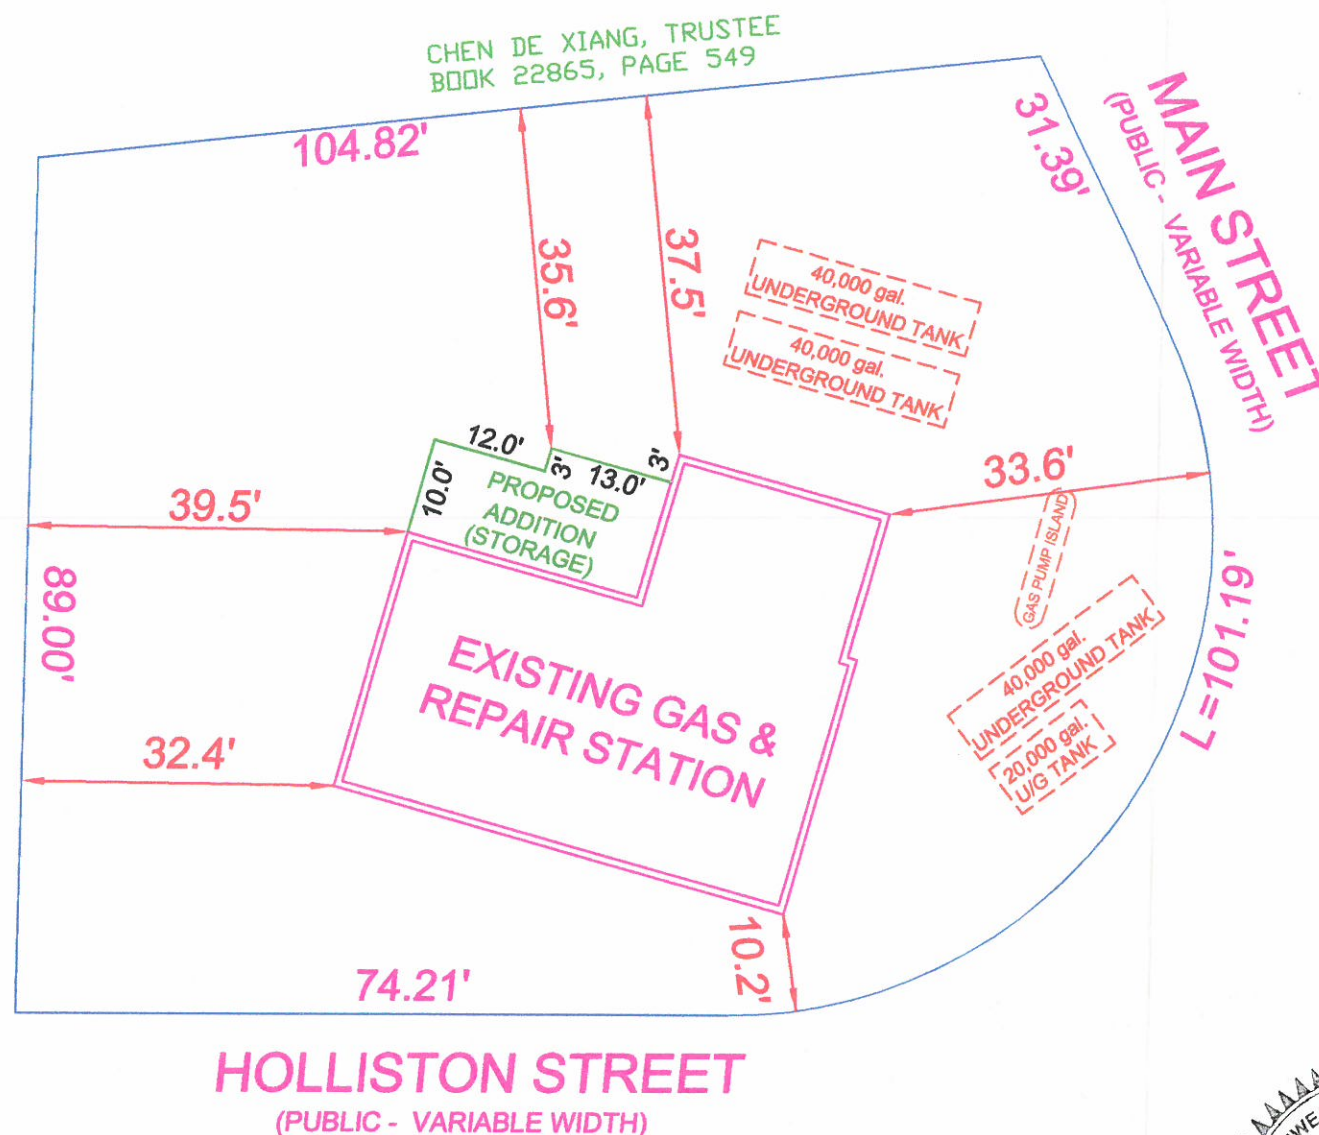 CHEN DE XIANG, TRUSTEE
BOOK 22865, PAGE 549
104.82'
31.39'
MAIN STREET
(PUBLIC - VARIABLE WIDTH)
35.6'
37.5'
40,000 gal.
UNDERGROUND TANK
40,000 gal.
UNDERGROUND TANK
12.0'
3'
13.0'
3'
10.0'
PROPOSED
ADDITION
(STORAGE)
33.6'
GAS PUMP ISLAND
39.5'
89.00'
EXISTING GAS &
REPAIR STATION
40,000 gal.
UNDERGROUND TANK
20,000 gal.
U/G TANK
L=101.19'
32.4'
10.2'
74.21'
HOLLISTON STREET
(PUBLIC - VARIABLE WIDTH)